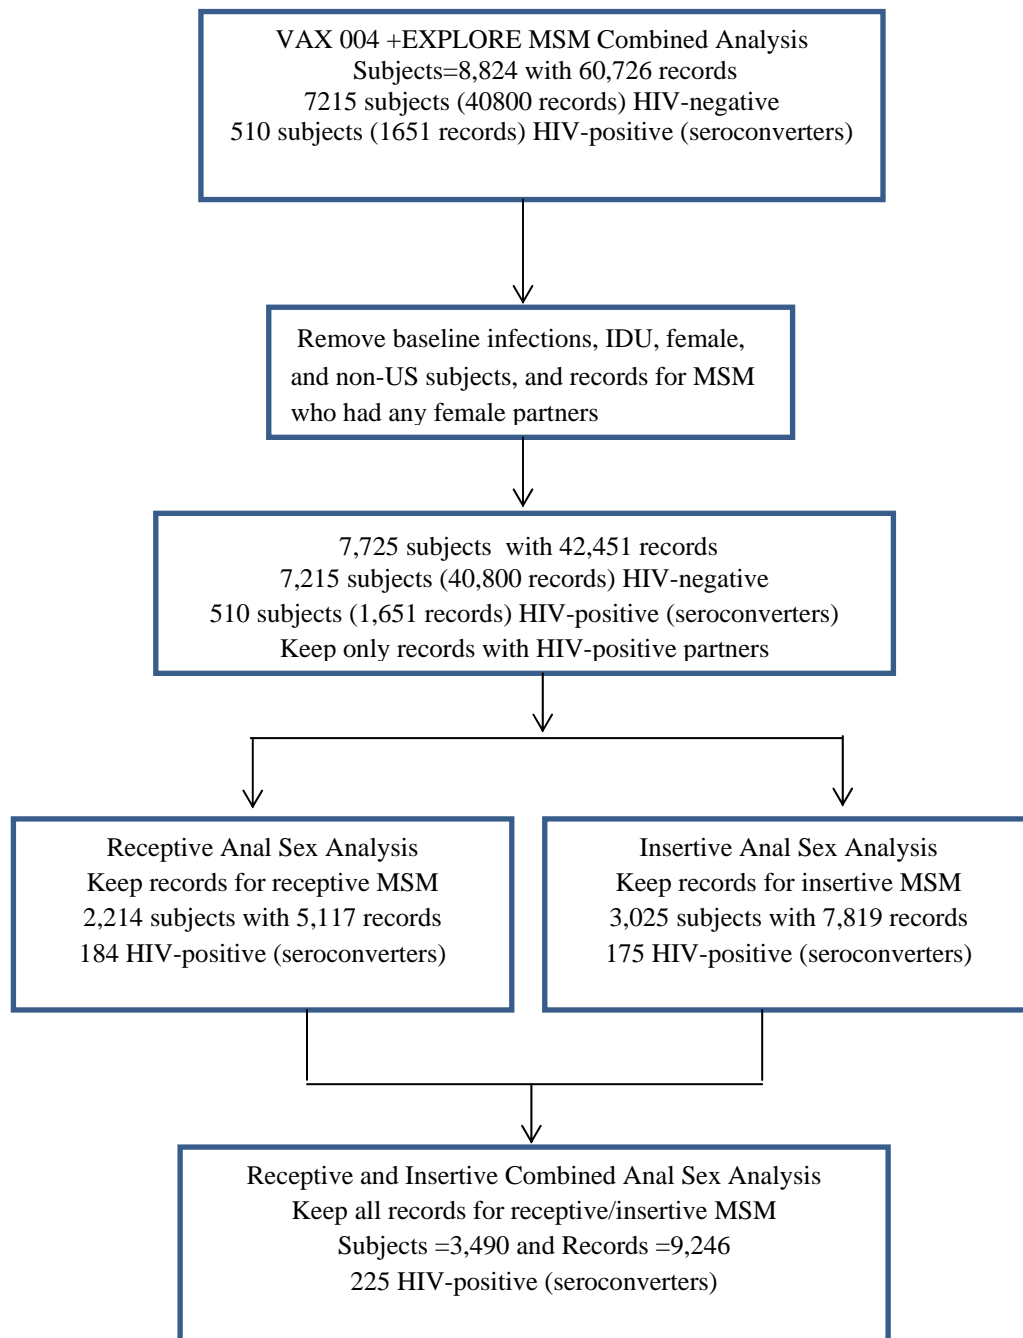 VAX 004 +EXPLORE MSM Combined Analysis
Subjects=8,824 with 60,726 records
7215 subjects (40800 records) HIV-negative
510 subjects (1651 records) HIV-positive (seroconverters)
Remove baseline infections, IDU, female,
and non-US subjects, and records for MSM
who had any female partners
7,725 subjects with 42,451 records
7,215 subjects (40,800 records) HIV-negative
510 subjects (1,651 records) HIV-positive (seroconverters)
Keep only records with HIV-positive partners
Receptive Anal Sex Analysis
Keep records for receptive MSM
2,214 subjects with 5,117 records
184 HIV-positive (seroconverters)
Insertive Anal Sex Analysis
Keep records for insertive MSM
3,025 subjects with 7,819 records
175 HIV-positive (seroconverters)
Receptive and Insertive Combined Anal Sex Analysis
Keep all records for receptive/insertive MSM
Subjects =3,490 and Records =9,246
225 HIV-positive (seroconverters)